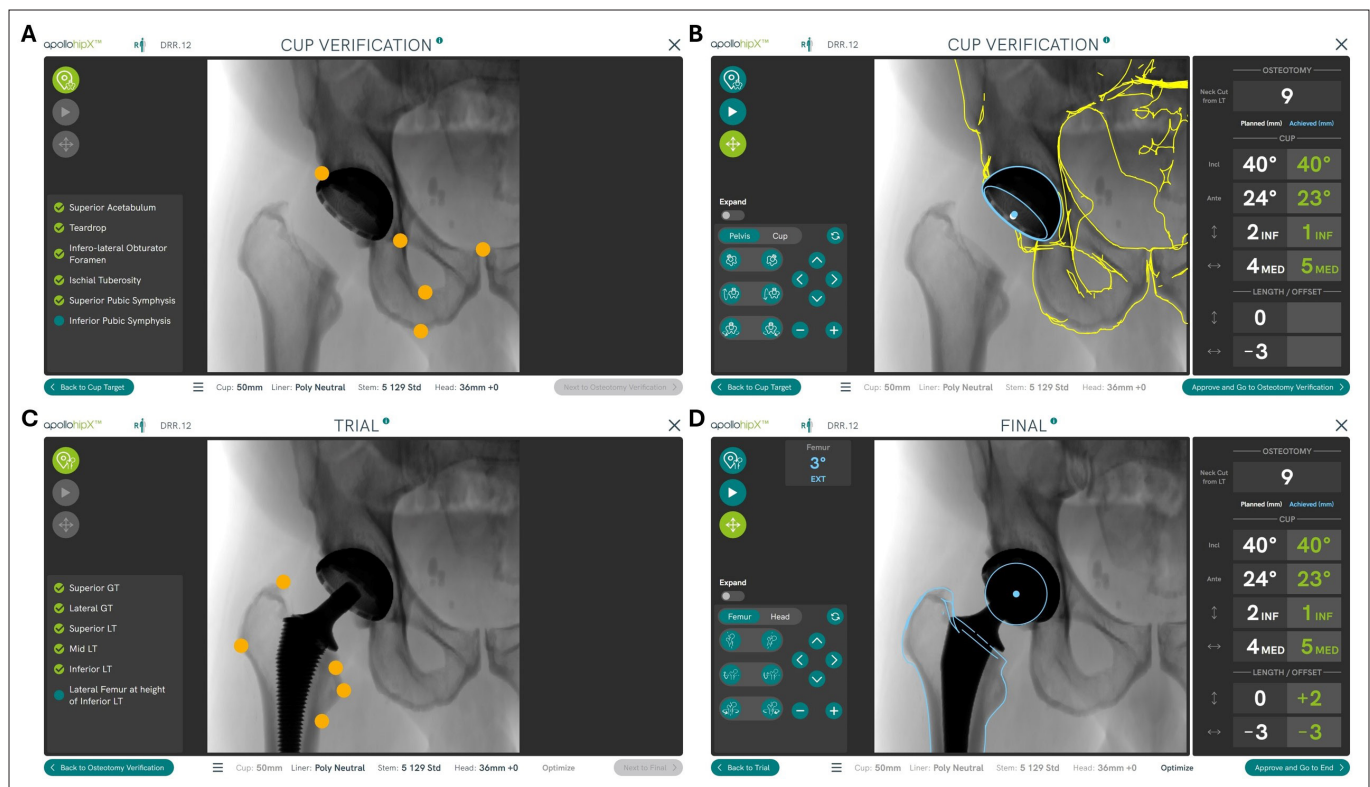 A
apollohipX™ R DRR.12 CUP VERIFICATION
Superior Acetabulum
Teardrop
Infero-lateral Obturator
Foramen
Ischial Tuberosity
Superior Pubic Symphysis
Inferior Pubic Symphysis
Back to Cup Target Cup: 50mm Liner: Poly Neutral Stem: 5 129 Std Head: 36mm +0 Next to Osteotomy Verification
B
apollohipX™ R DRR.12 CUP VERIFICATION
Expand
Pelvis Cup
OSTEOTOMY
Neck Cut
from LT
9
Planned (mm) Achieved (mm)
CUP
Incl 40° 40°
Ante 24° 23°
2 INF 1 INF
4 MED 5 MED
LENGTH / OFFSET
0
-3
Back to Cup Target Cup: 50mm Liner: Poly Neutral Stem: 5 129 Std Head: 36mm +0 Approve and Go to Osteotomy Verification
C
apollohipX™ R DRR.12 TRIAL
Superior GT
Lateral GT
Superior LT
Mid LT
Inferior LT
Lateral Femur at height
of Inferior LT
Back to Osteotomy Verification Cup: 50mm Liner: Poly Neutral Stem: 5 129 Std Head: 36mm +0 Optimize Next to Final
D
apollohipX™ R DRR.12 FINAL
Femur
3°
EXT
Expand
Femur Head
OSTEOTOMY
Neck Cut
from LT
9
Planned (mm) Achieved (mm)
CUP
Incl 40° 40°
Ante 24° 23°
2 INF 1 INF
4 MED 5 MED
LENGTH / OFFSET
0 +2
-3 -3
Back to Trial Cup: 50mm Liner: Poly Neutral Stem: 5 129 Std Head: 36mm +0 Optimize Approve and Go to End